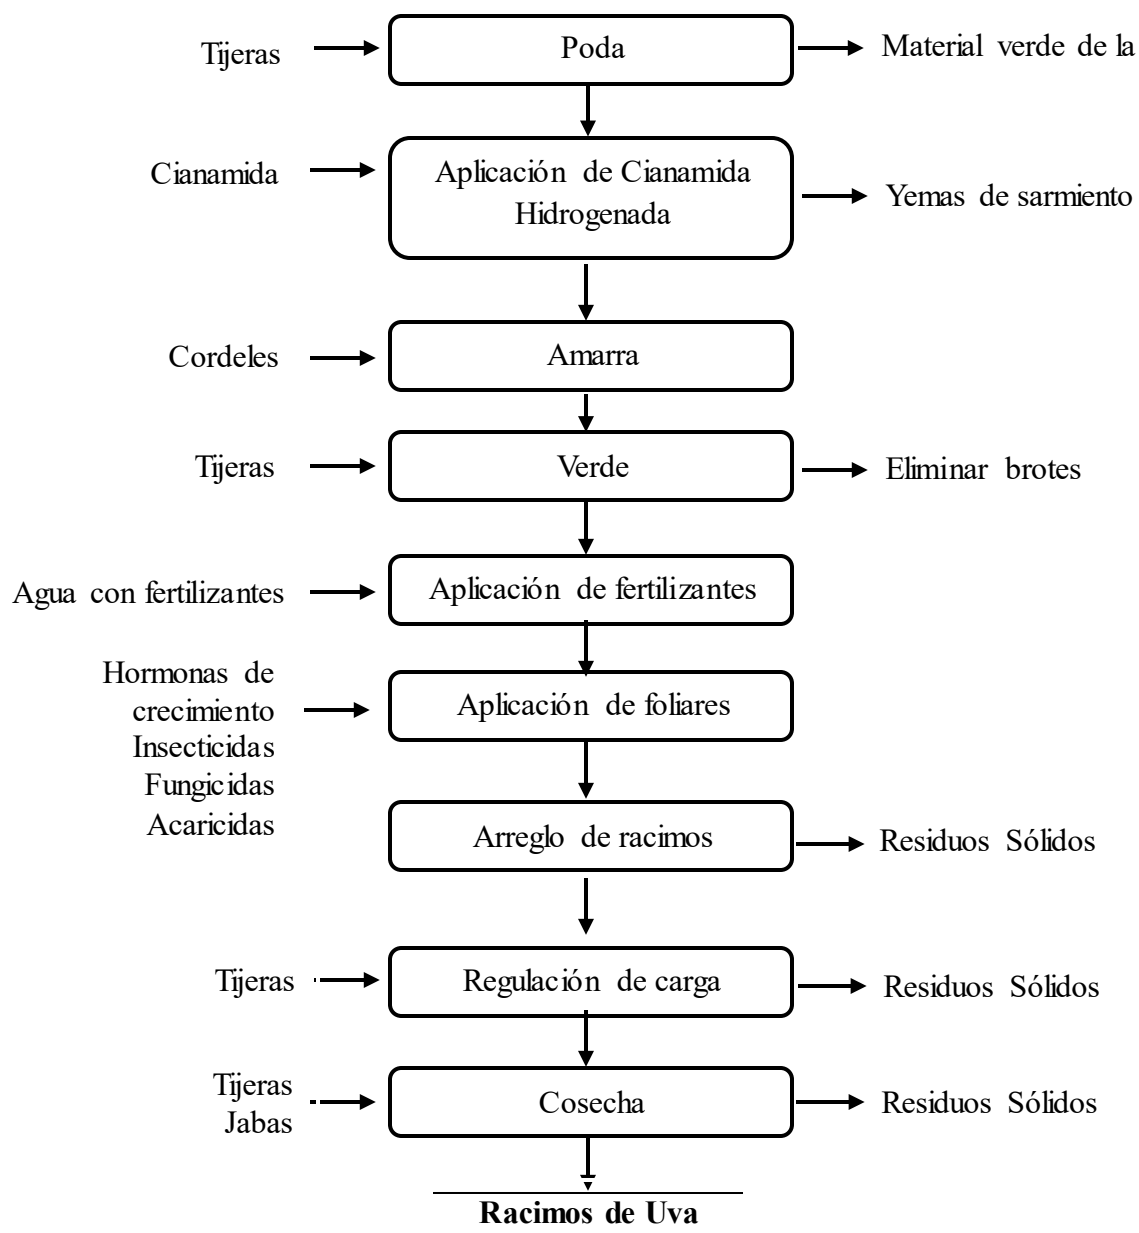 Tijeras
Poda
Material verde de la
Cianamida
Aplicación de Cianamida
Hidrogenada
Yemas de sarmiento
Cordeles
Amarra
Tijeras
Verde
Eliminar brotes
Agua con fertilizantes
Aplicación de fertilizantes
Hormonas de
crecimiento
Insecticidas
Fungicidas
Acaricidas
Aplicación de foliares
Arreglo de racimos
Residuos Sólidos
Tijeras
Regulación de carga
Residuos Sólidos
Tijeras
Jabas
Cosecha
Residuos Sólidos
Racimos de Uva